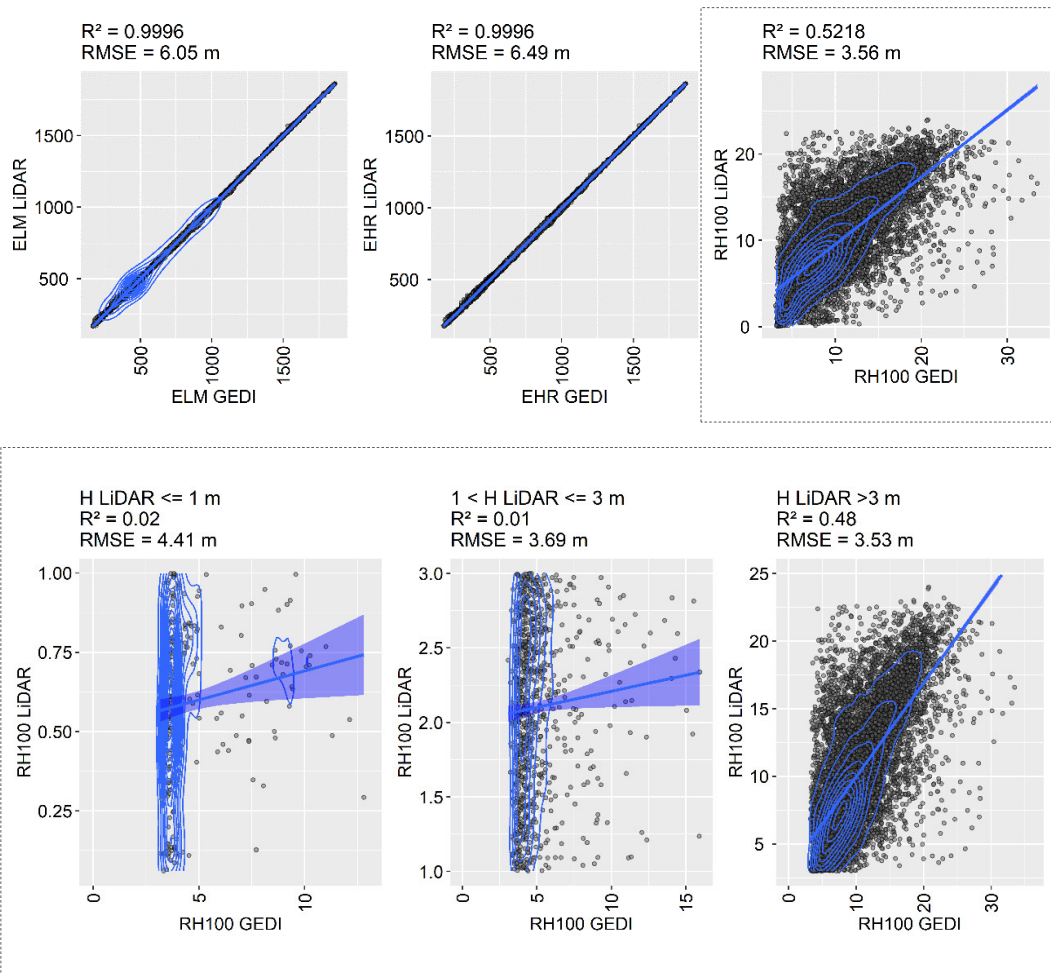 R² = 0.9996
RMSE = 6.05 m
ELM LiDAR
1500
1000
500
500
1000
1500
ELM GEDI
R² = 0.9996
RMSE = 6.49 m
EHR LiDAR
1500
1000
500
500
1000
1500
EHR GEDI
R² = 0.5218
RMSE = 3.56 m
RH100 LiDAR
20
10
0
10
20
30
RH100 GEDI
H LiDAR <= 1 m
R² = 0.02
RMSE = 4.41 m
RH100 LiDAR
1.00
0.75
0.50
0.25
0
5
10
RH100 GEDI
1 < H LiDAR <= 3 m
R² = 0.01
RMSE = 3.69 m
RH100 LiDAR
3.0
2.5
2.0
1.5
1.0
0
5
10
15
RH100 GEDI
H LiDAR >3 m
R² = 0.48
RMSE = 3.53 m
RH100 LiDAR
25
20
15
10
5
0
10
20
30
RH100 GEDI